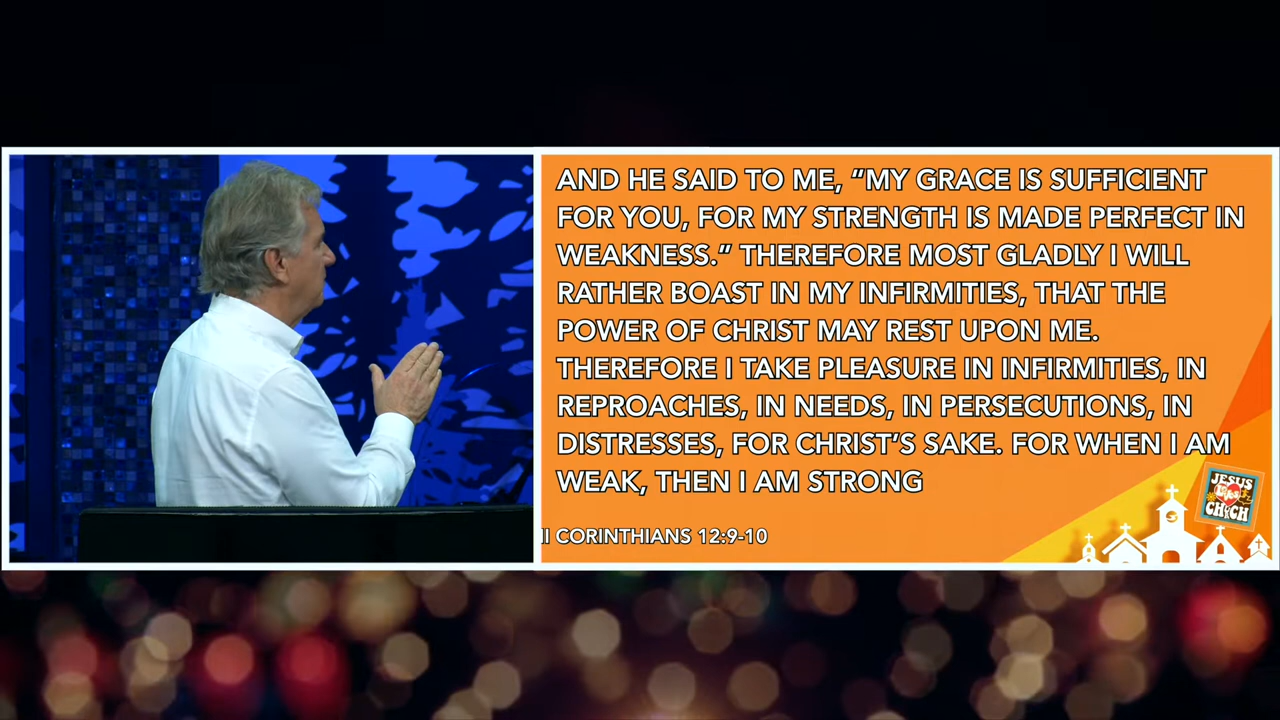 AND HE SAID TO ME, “MY GRACE IS SUFFICIENT
FOR YOU, FOR MY STRENGTH IS MADE PERFECT IN
WEAKNESS.” THEREFORE MOST GLADLY I WILL
RATHER BOAST IN MY INFIRMITIES, THAT THE
POWER OF CHRIST MAY REST UPON ME.
THEREFORE I TAKE PLEASURE IN INFIRMITIES, IN
REPROACHES, IN NEEDS, IN PERSECUTIONS, IN
DISTRESSES, FOR CHRIST’S SAKE. FOR WHEN I AM
WEAK, THEN I AM STRONG
II CORINTHIANS 12:9-10
JESUS